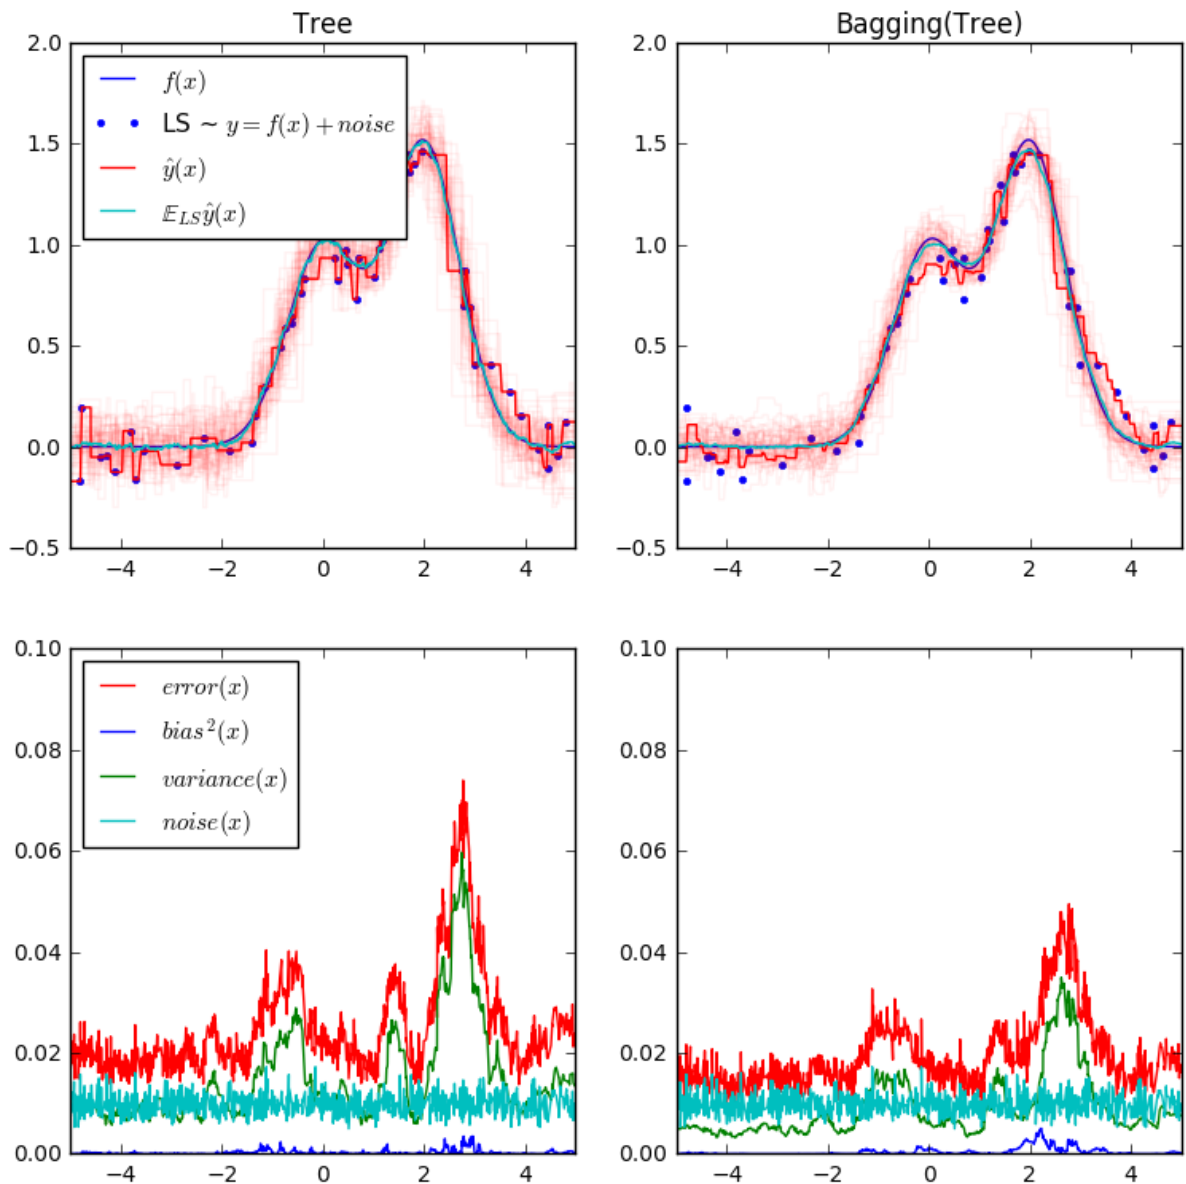 Tree
2.0
1.5
1.0
0.5
0.0
−0.5
f(x)
LS ~ y = f(x) + noise
ŷ(x)
𝔼_LS ŷ(x)
−4 −2 0 2 4
Bagging(Tree)
2.0
1.5
1.0
0.5
0.0
−0.5
−4 −2 0 2 4
0.10
0.08
0.06
0.04
0.02
0.00
error(x)
bias²(x)
variance(x)
noise(x)
−4 −2 0 2 4
0.10
0.08
0.06
0.04
0.02
0.00
−4 −2 0 2 4